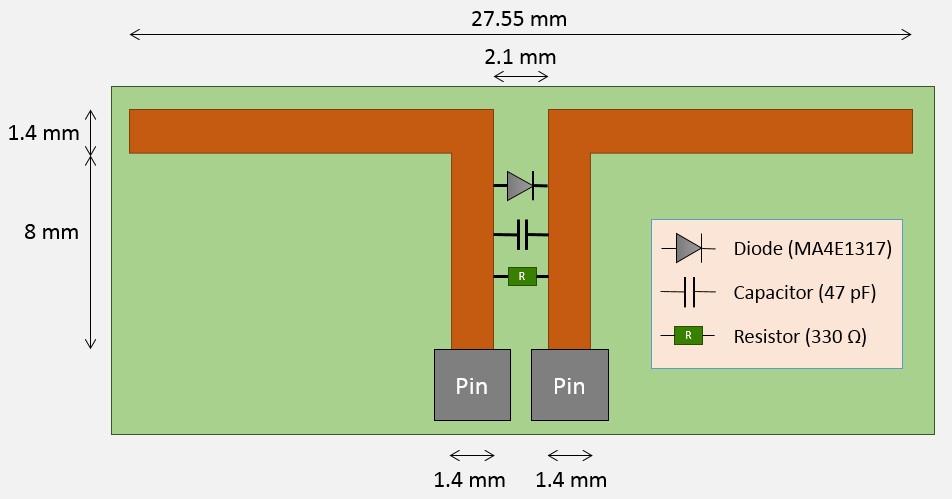 27.55 mm
2.1 mm
1.4 mm
8 mm
R
Diode (MA4E1317)
Capacitor (47 pF)
R Resistor (330 Ω)
Pin Pin
1.4 mm 1.4 mm